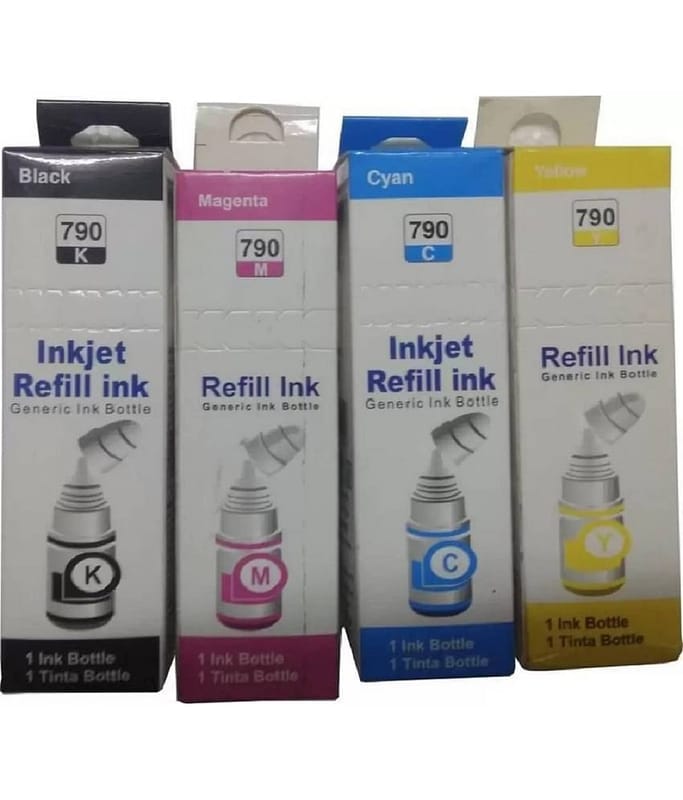 Black
790
K
Inkjet
Refill ink
Generic Ink Bottle
K
1 Ink Bottle
1 Tinta Bottle
Magenta
790
M
Refill Ink
Generic Ink Bottle
M
1 Ink Bottle
1 Tinta Bottle
Cyan
790
C
Inkjet
Refill ink
Generic Ink Bottle
C
1 Ink Bottle
1 Tinta Bottle
Yellow
790
Y
Refill Ink
Generic Ink Bottle
Y
1 Ink Bottle
1 Tinta Bottle